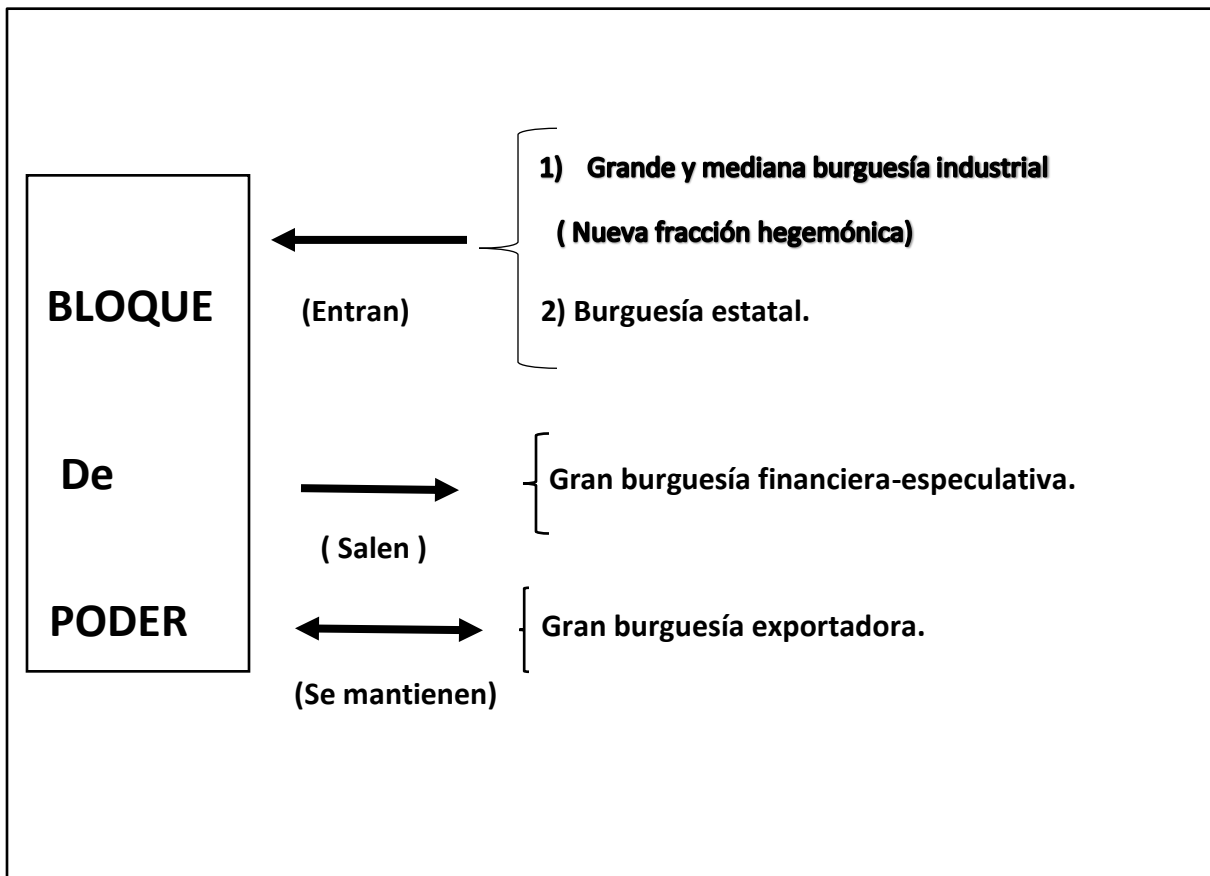 1) Grande y mediana burguesía industrial
( Nueva fracción hegemónica)
BLOQUE
(Entran)
2) Burguesía estatal.
De
Gran burguesía financiera-especulativa.
( Salen )
PODER
Gran burguesía exportadora.
(Se mantienen)